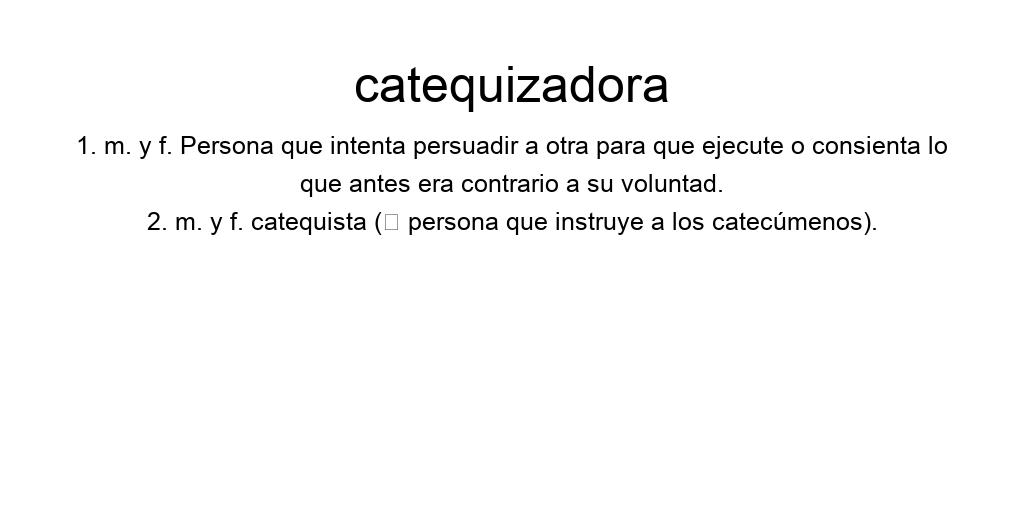 catequizadora
1. m. y f. Persona que intenta persuadir a otra para que ejecute o consienta lo
que antes era contrario a su voluntad.
2. m. y f. catequista (□ persona que instruye a los catecúmenos).